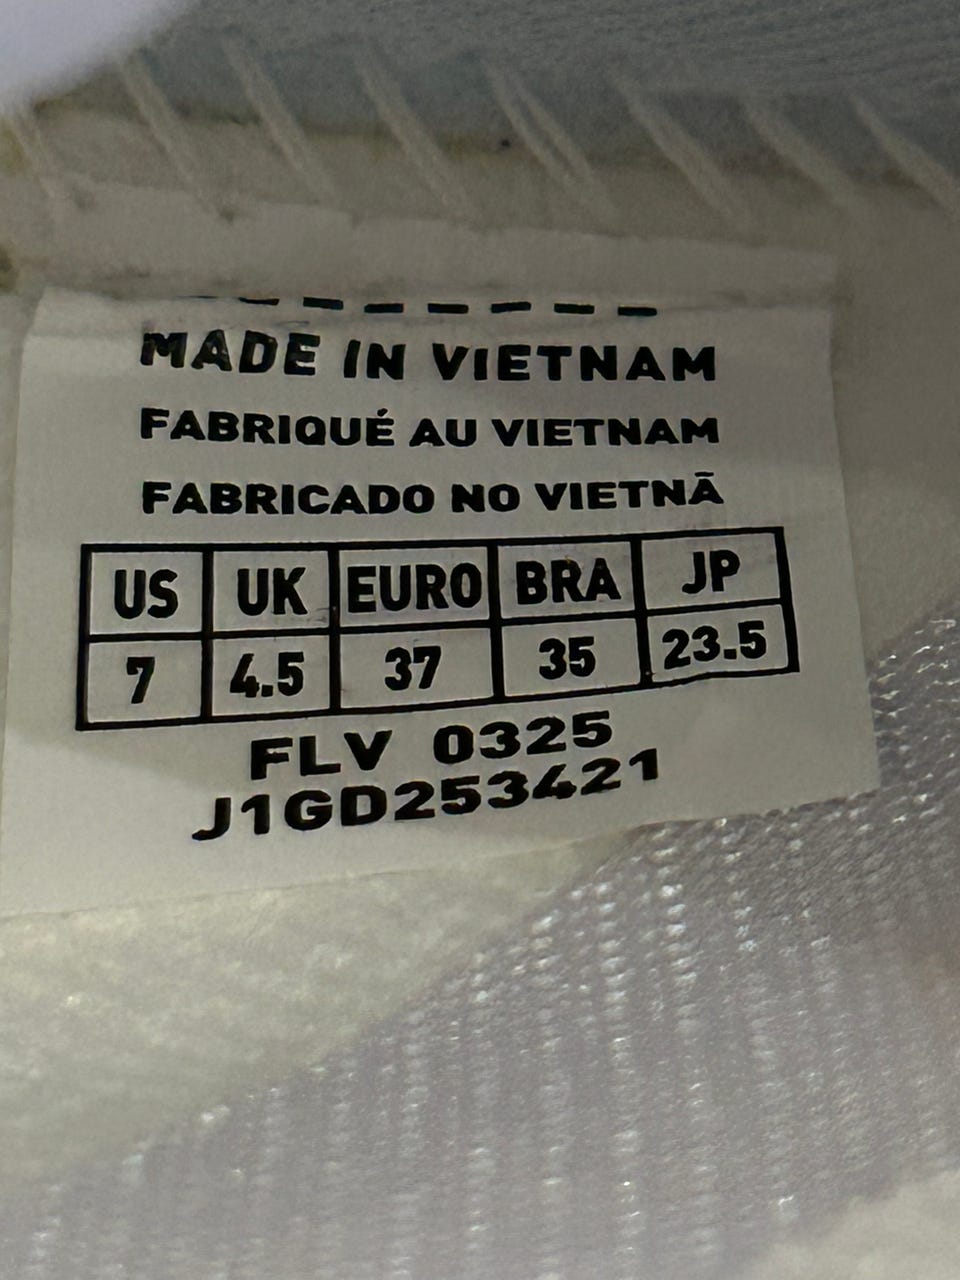 MADE IN VIETNAM
FABRIQUÉ AU VIETNAM
FABRICADO NO VIETNÃ
US UK EURO BRA JP
7 4.5 37 35 23.5
FLV 0325
J1GD253421